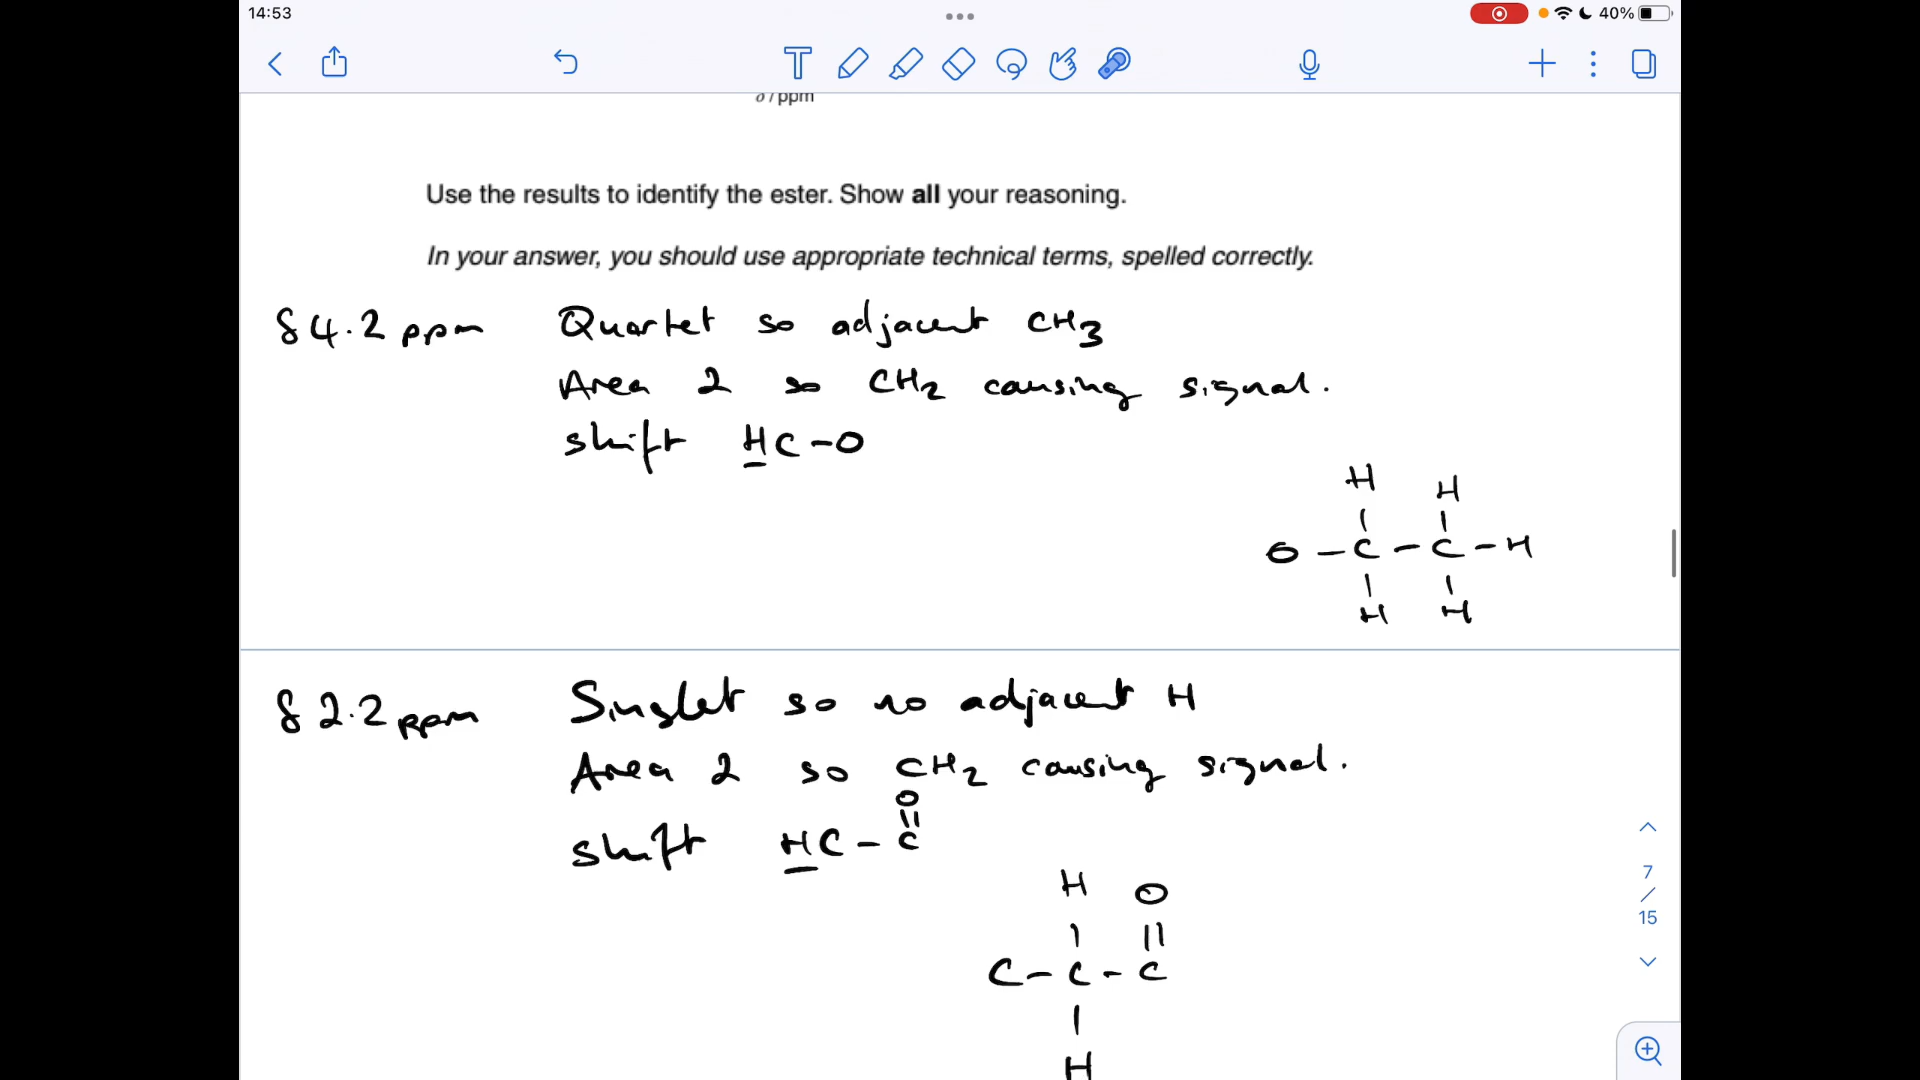 14:53
40%
δ / ppm
Use the results to identify the ester. Show all your reasoning.
In your answer, you should use appropriate technical terms, spelled correctly.
δ 4.2 ppm Quartet so adjacent CH3
Area 2 so CH2 causing signal.
shift HC-O
H H
O - C - C - H
H H
δ 2.2 ppm Singlet so no adjacent H
Area 2 so CH2 causing signal.
O
shift HC - C
H O
C - C - C
H
7
/
15